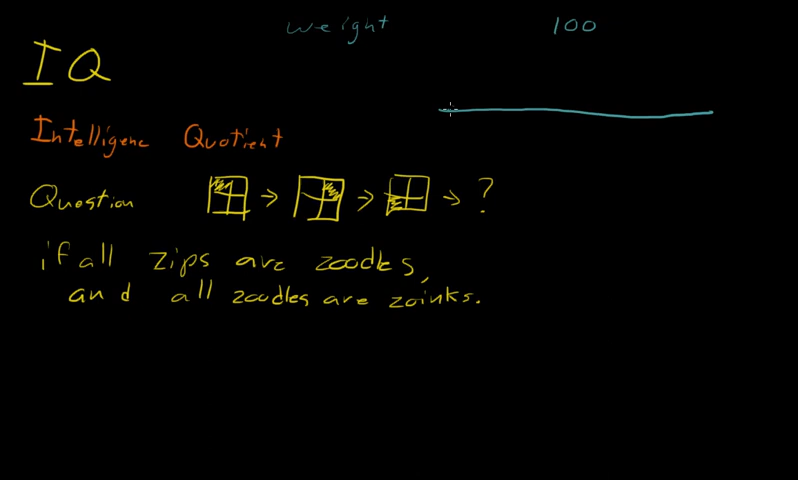 weight 100
IQ
Intelligenc Quotient
Question → → → ?
if all zips are zoodles,
and all zoodles are zoinks.